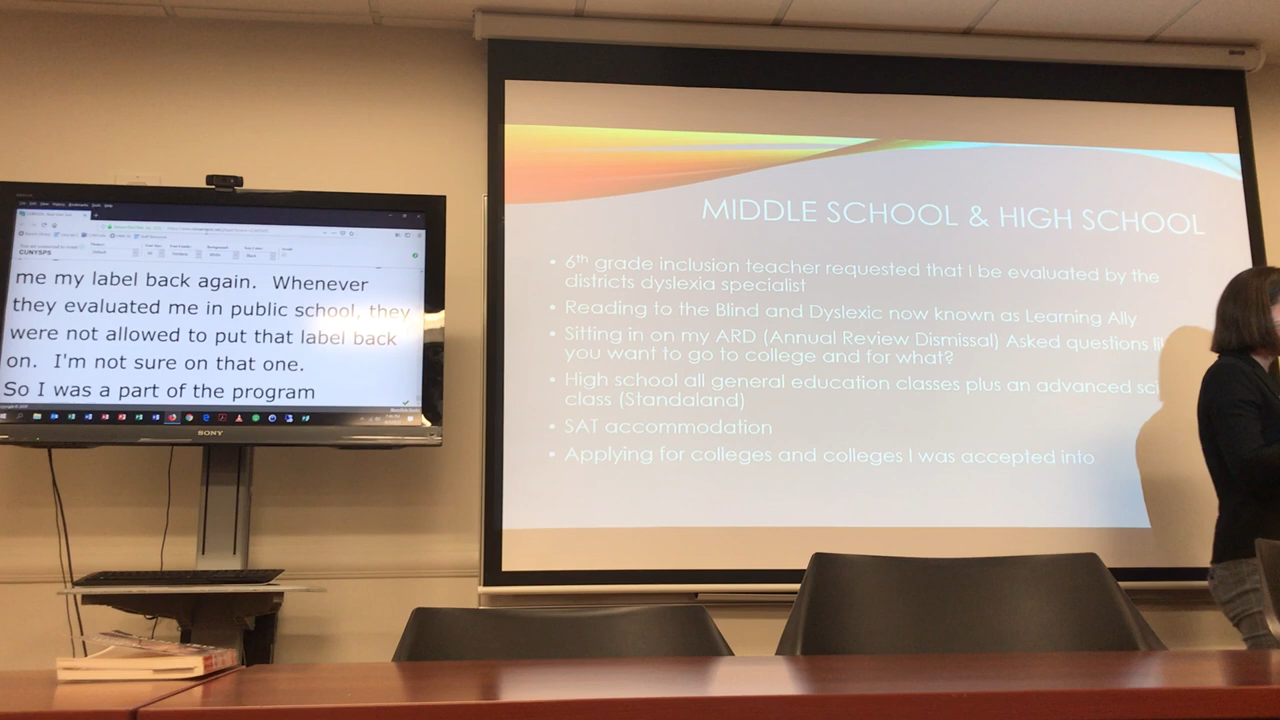 CUNYSPS
me my label back again. Whenever
they evaluated me in public school, they
were not allowed to put that label back
on. I'm not sure on that one.
So I was a part of the program
SONY
MIDDLE SCHOOL & HIGH SCHOOL
• 6th grade inclusion teacher requested that I be evaluated by the
districts dyslexia specialist
• Reading to the Blind and Dyslexic now known as Learning Ally
• Sitting in on my ARD (Annual Review Dismissal) Asked questions
you want to go to college and for what?
• High school all general education classes plus an advanced
class (Standaland)
• SAT accommodation
• Applying for colleges and colleges I was accepted into